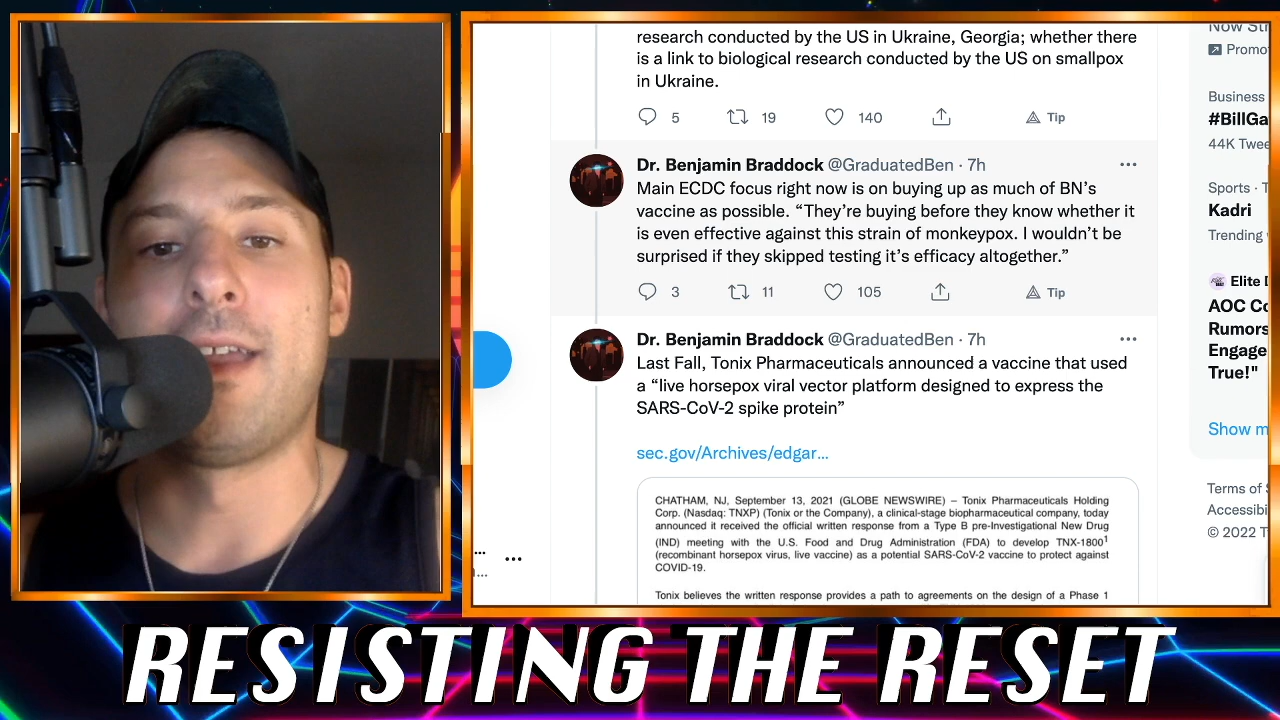 research conducted by the US in Ukraine, Georgia; whether there
is a link to biological research conducted by the US on smallpox
in Ukraine.
5 19 140 Tip
Dr. Benjamin Braddock @GraduatedBen · 7h
Main ECDC focus right now is on buying up as much of BN's
vaccine as possible. “They're buying before they know whether it
is even effective against this strain of monkeypox. I wouldn't be
surprised if they skipped testing it's efficacy altogether.”
3 11 105 Tip
Dr. Benjamin Braddock @GraduatedBen · 7h
Last Fall, Tonix Pharmaceuticals announced a vaccine that used
a “live horsepox viral vector platform designed to express the
SARS-CoV-2 spike protein”
sec.gov/Archives/edgar...
CHATHAM, NJ, September 13, 2021 (GLOBE NEWSWIRE) – Tonix Pharmaceuticals Holding
Corp. (Nasdaq: TNXP) (Tonix or the Company), a clinical-stage biopharmaceutical company, today
announced it received the official written response from a Type B pre-Investigational New Drug
(IND) meeting with the U.S. Food and Drug Administration (FDA) to develop TNX-1800¹
(recombinant horsepox virus, live vaccine) as a potential SARS-CoV-2 vaccine to protect against
COVID-19.
Tonix believes the written response provides a path to agreements on the design of a Phase 1
Now Str
Promot
Business
#BillGa
44K Twee
Sports · T
Kadri
Trending
Elite D
AOC Co
Rumors
Engage
True!"
Show m
Terms of S
Accessibi
© 2022 T
RESISTING THE RESET